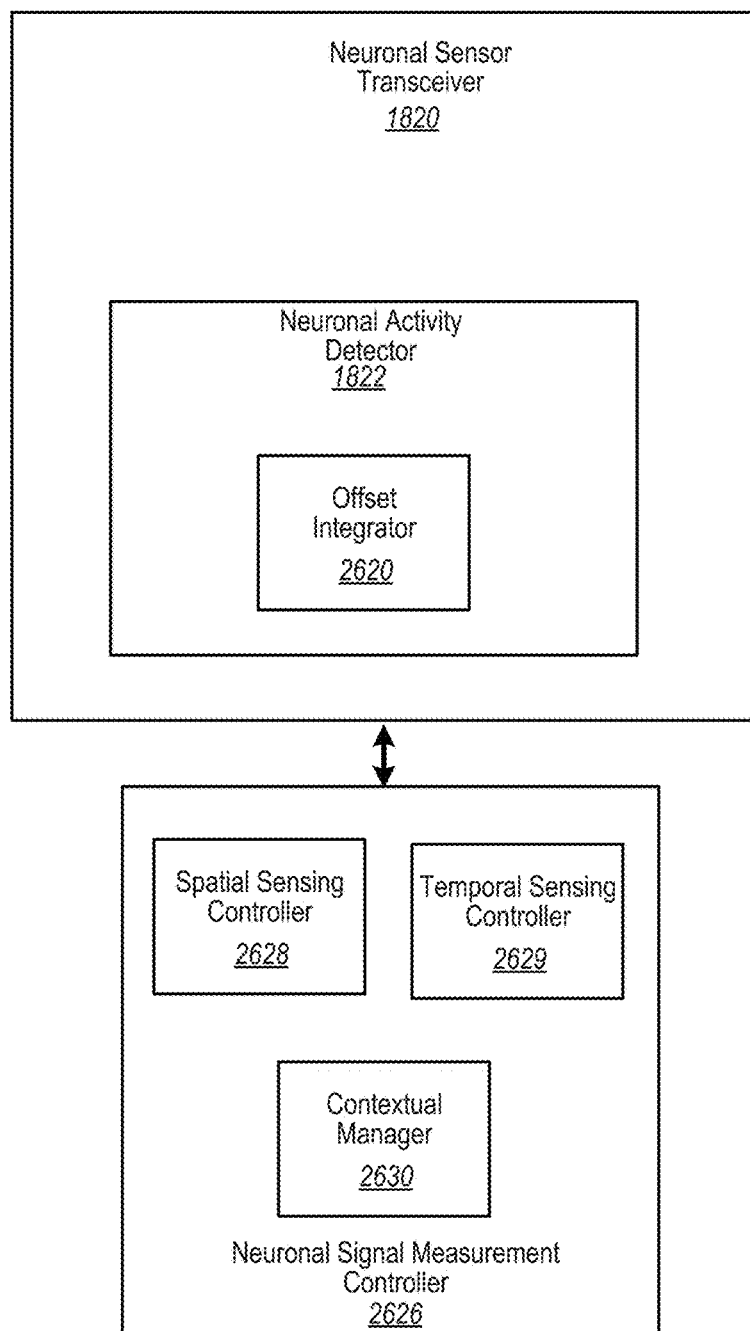 Neuronal Sensor
Transceiver
1820
Neuronal Activity
Detector
1822
Offset
Integrator
2620
Spatial Sensing
Controller
2628
Temporal Sensing
Controller
2629
Contextual
Manager
2630
Neuronal Signal Measurement
Controller
2626